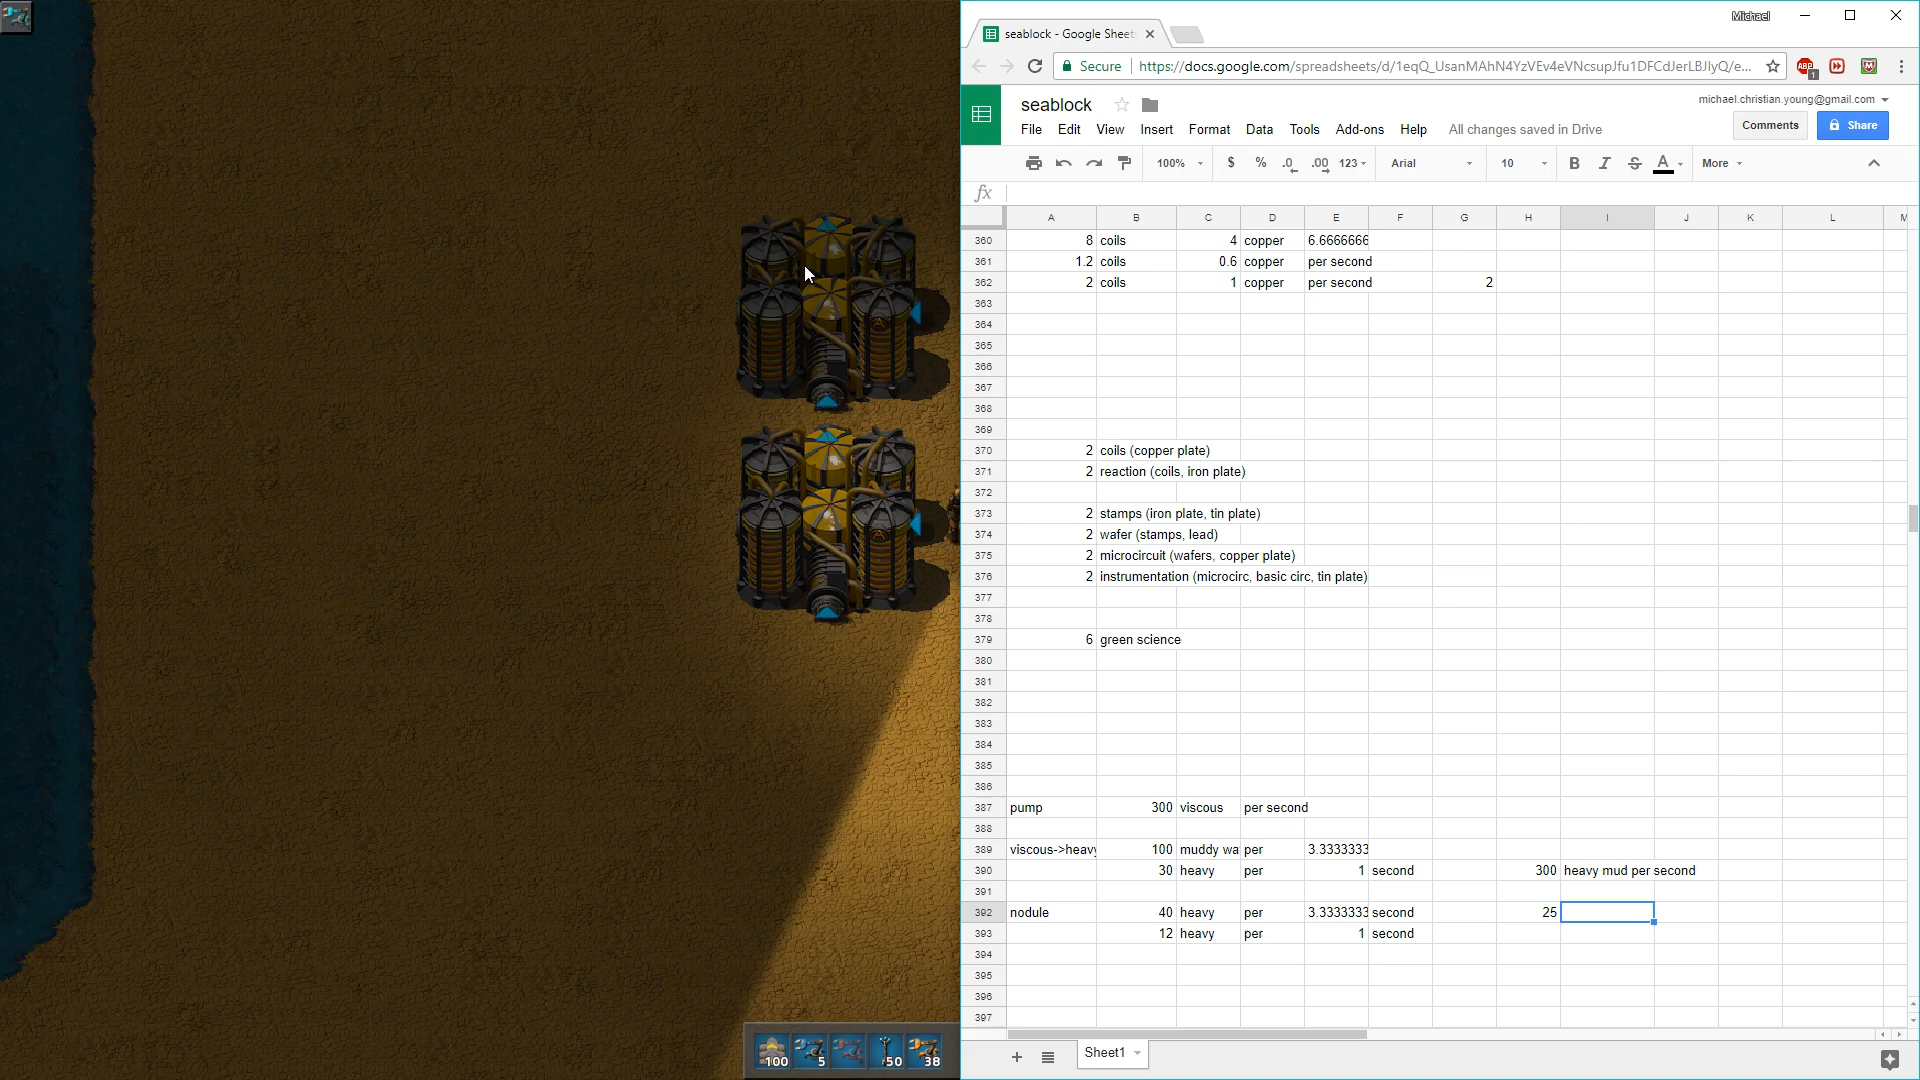 Michael
seablock - Google Sheet
Secure https://docs.google.com/spreadsheets/d/1eqQ_UsanMAhN4YzVEv4eVNcsupJfu1DFCdJerLBJIyQ/e...
ABP 1
seablock
michael.christian.young@gmail.com
File Edit View Insert Format Data Tools Add-ons Help All changes saved in Drive
Comments Share
100% $ % .0 .00 123 Arial 10 B I S A More
fx
A B C D E F G H I J K L M
360 8 coils 4 copper 6.6666666
361 1.2 coils 0.6 copper per second
362 2 coils 1 copper per second 2
363
364
365
366
367
368
369
370 2 coils (copper plate)
371 2 reaction (coils, iron plate)
372
373 2 stamps (iron plate, tin plate)
374 2 wafer (stamps, lead)
375 2 microcircuit (wafers, copper plate)
376 2 instrumentation (microcirc, basic circ, tin plate)
377
378
379 6 green science
380
381
382
383
384
385
386
387 pump 300 viscous per second
388
389 viscous->heavy 100 muddy wa per 3.3333333
390 30 heavy per 1 second 300 heavy mud per second
391
392 nodule 40 heavy per 3.3333333 second 25
393 12 heavy per 1 second
394
395
396
397
Sheet1
100 5 50 38